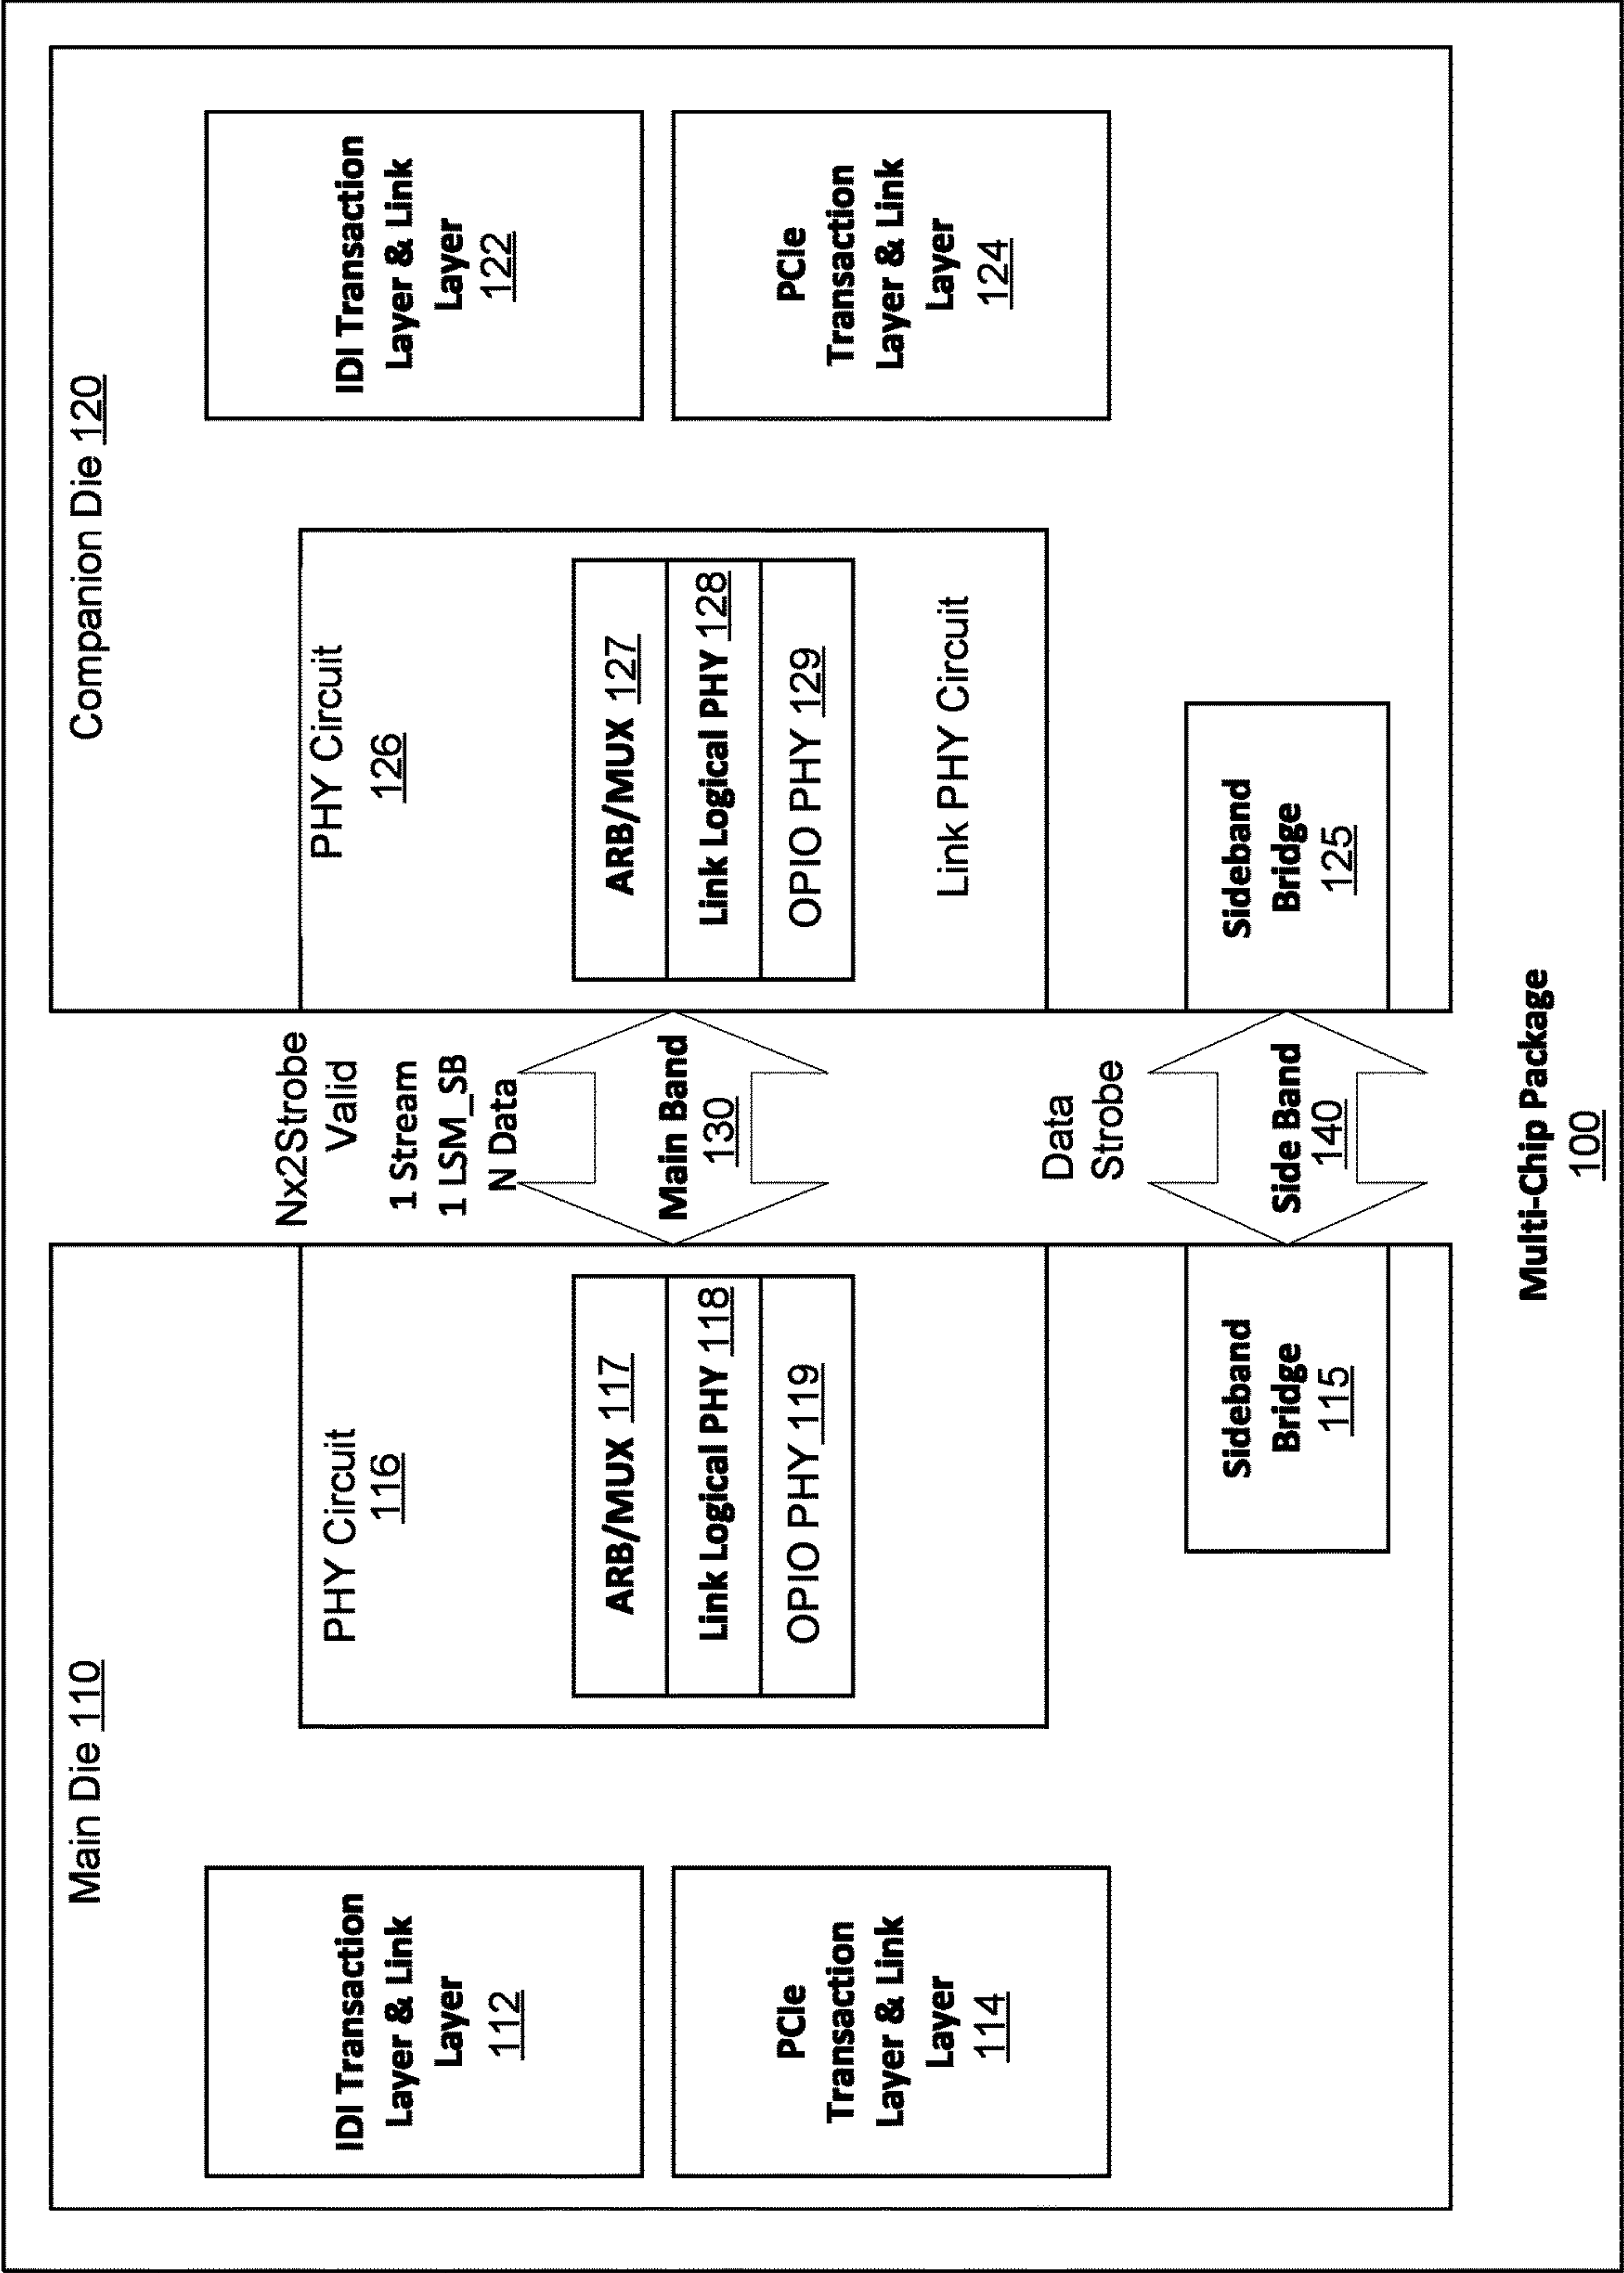 Main Die 110
IDI Transaction
Layer & Link
Layer
112
PCIe
Transaction
Layer & Link
Layer
114
PHY Circuit
116
ARB/MUX 117
Link Logical PHY 118
OPIO PHY 119
Sideband
Bridge
115
Nx2Strobe
Valid
1 Stream
1 LSM_SB
N Data
Main Band
130
Data
Strobe
Side Band
140
Companion Die 120
PHY Circuit
126
ARB/MUX 127
Link Logical PHY 128
OPIO PHY 129
Link PHY Circuit
Sideband
Bridge
125
IDI Transaction
Layer & Link
Layer
122
PCIe
Transaction
Layer & Link
Layer
124
Multi-Chip Package
100